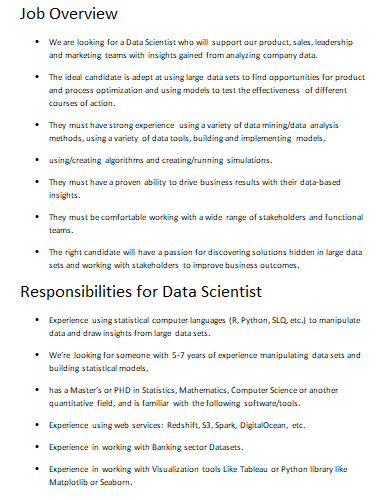 Job Overview
• We are looking for a Data Scientist who will support our product, sales, leadership
and marketing teams with insights gained from analyzing company data.
• The ideal candidate is adept at using large data sets to find opportunities for product
and process optimization and using models to test the effectiveness of different
courses of action.
• They must have strong experience using a variety of data mining/data analysis
methods, using a variety of data tools, building and implementing models,
• using/creating algorithms and creating/running simulations.
• They must have a proven ability to drive business results with their data-based
insights.
• They must be comfortable working with a wide range of stakeholders and functional
teams.
• The right candidate will have a passion for discovering solutions hidden in large data
sets and working with stakeholders to improve business outcomes.
Responsibilities for Data Scientist
• Experience using statistical computer languages (R, Python, SLQ, etc.) to manipulate
data and draw insights from large data sets.
• We’re looking for someone with 5-7 years of experience manipulating data sets and
building statistical models,
• has a Master’s or PHD in Statistics, Mathematics, Computer Science or another
quantitative field, and is familiar with the following software/tools.
• Experience using web services: Redshift, S3, Spark, DigitalOcean, etc.
• Experience in working with Banking sector Datasets.
• Experience in working with Visualization tools Like Tableau or Python library like
Matplotlib or Seaborn.